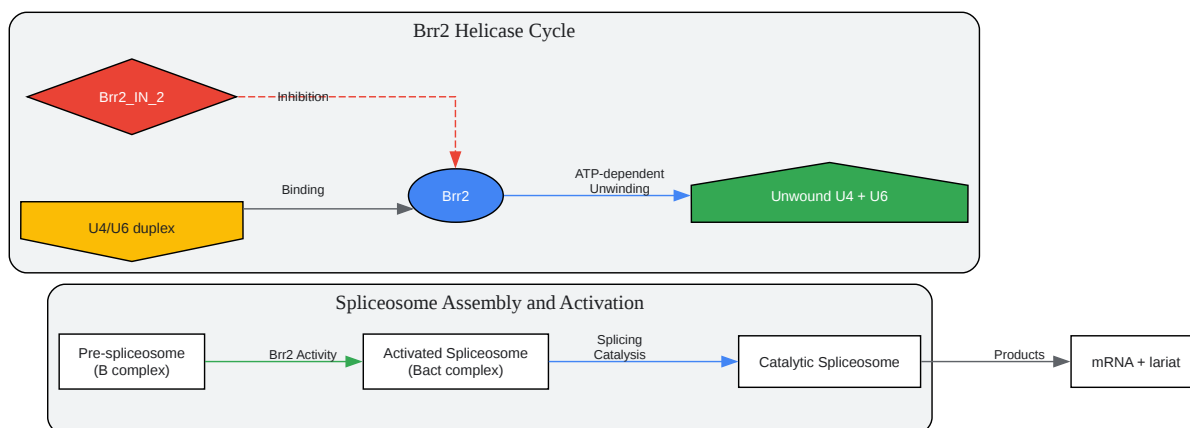 Brr2 Helicase Cycle
Brr2_IN_2
Inhibition
ATP-dependent
Unwinding
Binding
Brr2
Unwound U4 + U6
U4/U6 duplex
Spliceosome Assembly and Activation
Pre-spliceosome
(B complex)
Brr2 Activity
Activated Spliceosome
(Bact complex)
Splicing
Catalysis
Catalytic Spliceosome
Products
mRNA + lariat